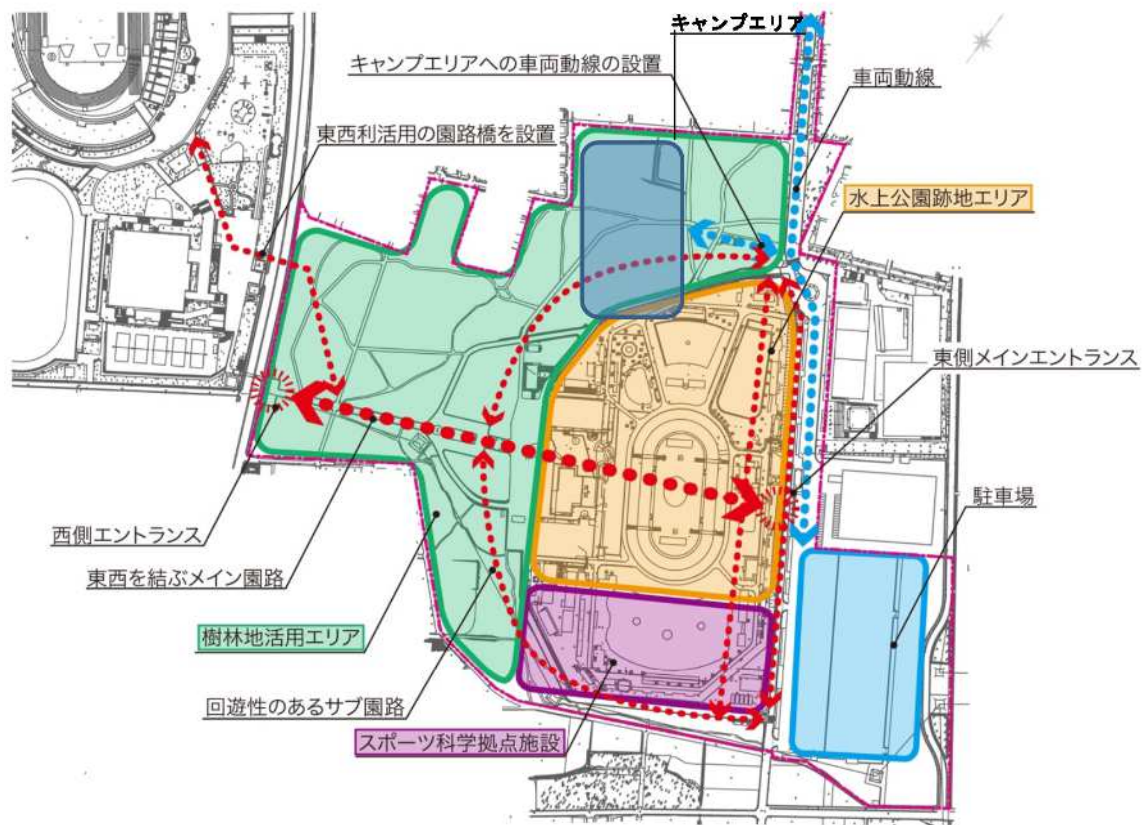 キャンプエリア
キャンプエリアへの車両動線の設置
車両動線
東西利活用の園路橋を設置
水上公園跡地エリア
東側メインエントランス
駐車場
西側エントランス
東西を結ぶメイン園路
樹林地活用エリア
回遊性のあるサブ園路
スポーツ科学拠点施設